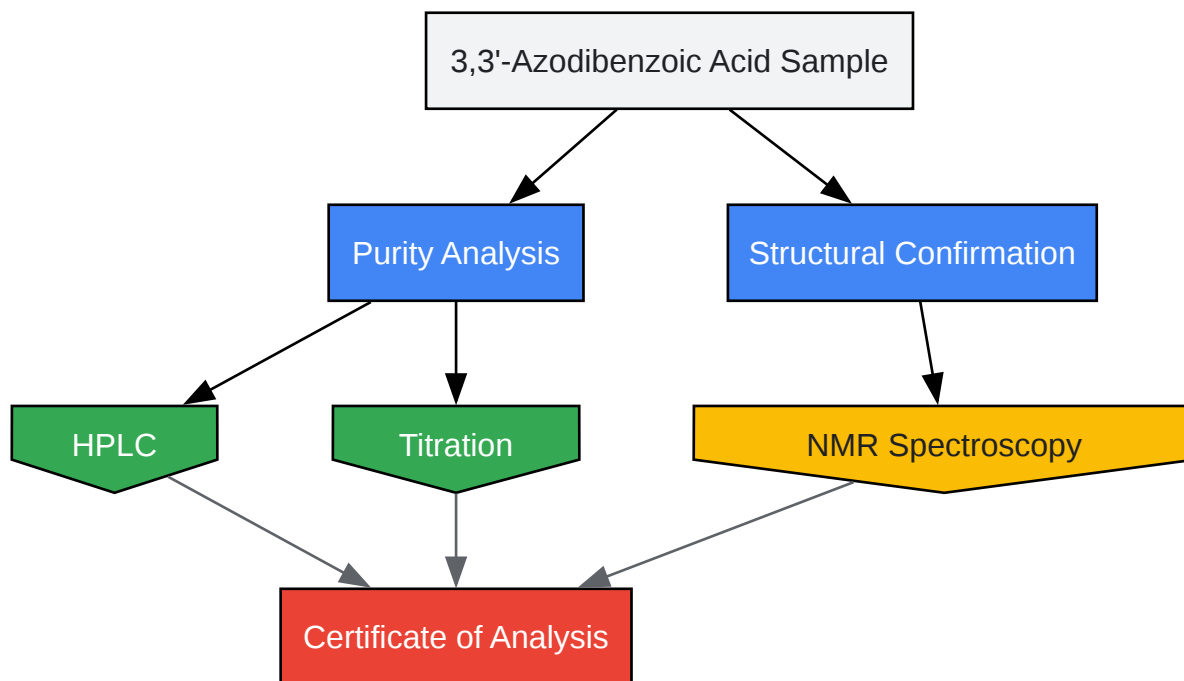 3,3'-Azodibenzoic Acid Sample
Purity Analysis
Structural Confirmation
HPLC
Titration
NMR Spectroscopy
Certificate of Analysis